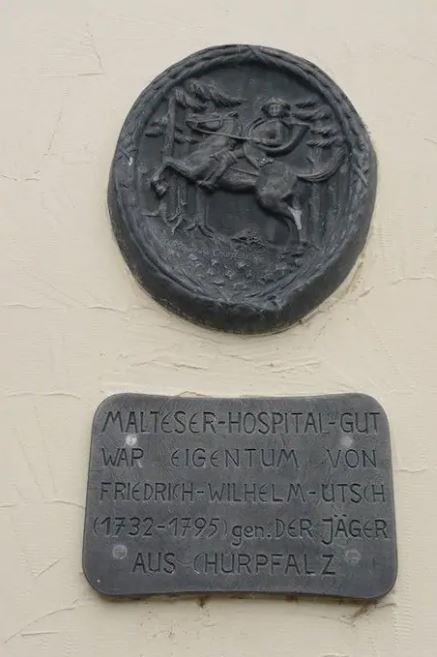 MALTESER-HOSPITAL-GUT
WAR EIGENTUM VON
FRIEDRICH-WILHELM-UTSCH
(1732-1795) gen: DER JÄGER
AUS-CHURPFALZ